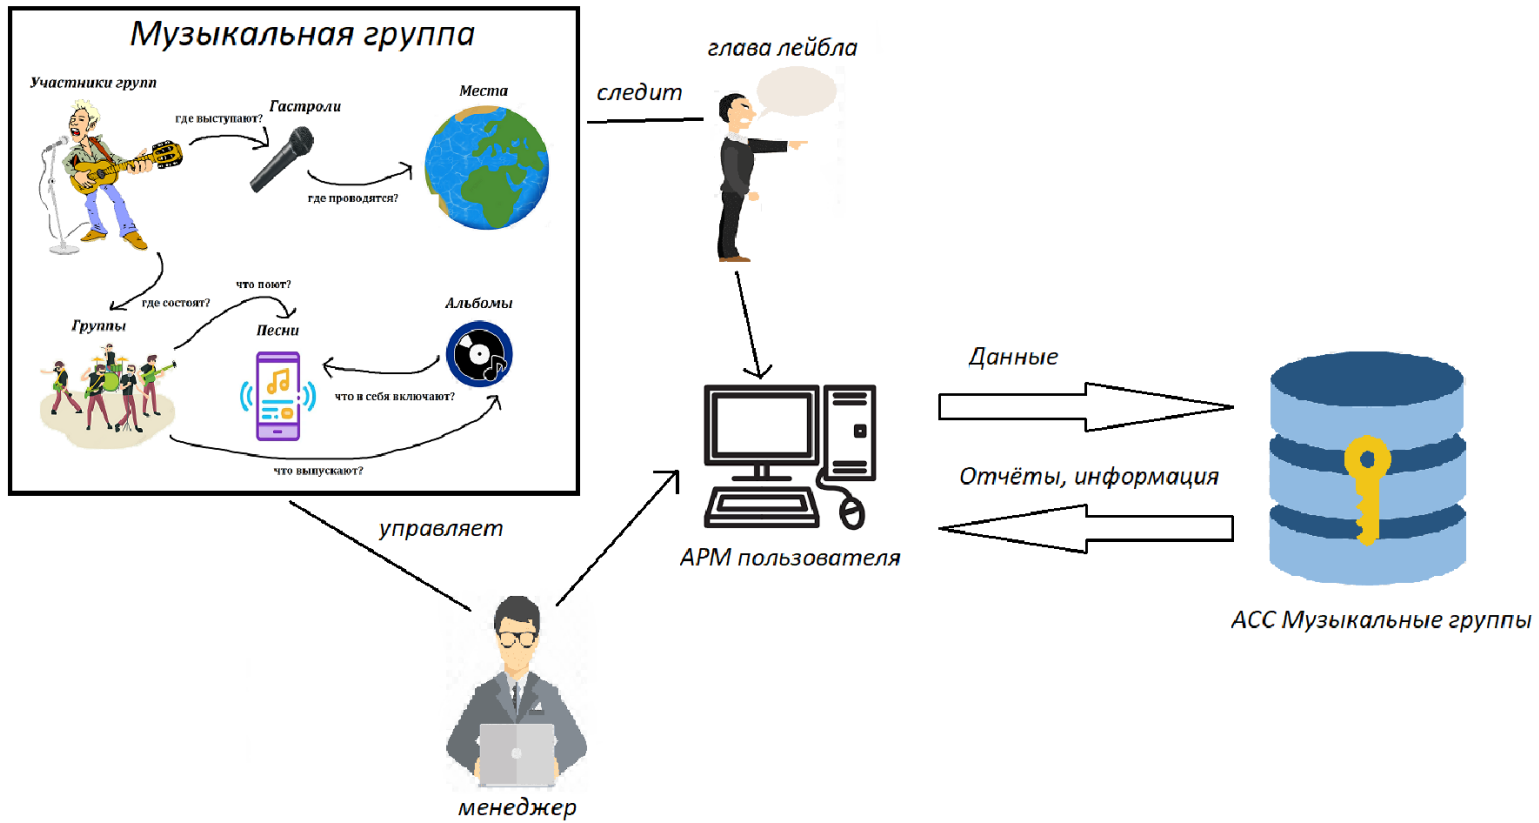 Музыкальная группа
Участники групп
Гастроли
Места
где выступают?
где проводятся?
где состоят?
что поют?
Группы
Песни
Альбомы
что в себя включают?
что выпускают?
следит
глава лейбла
управляет
менеджер
АРМ пользователя
Данные
Отчёты, информация
АСС Музыкальные группы